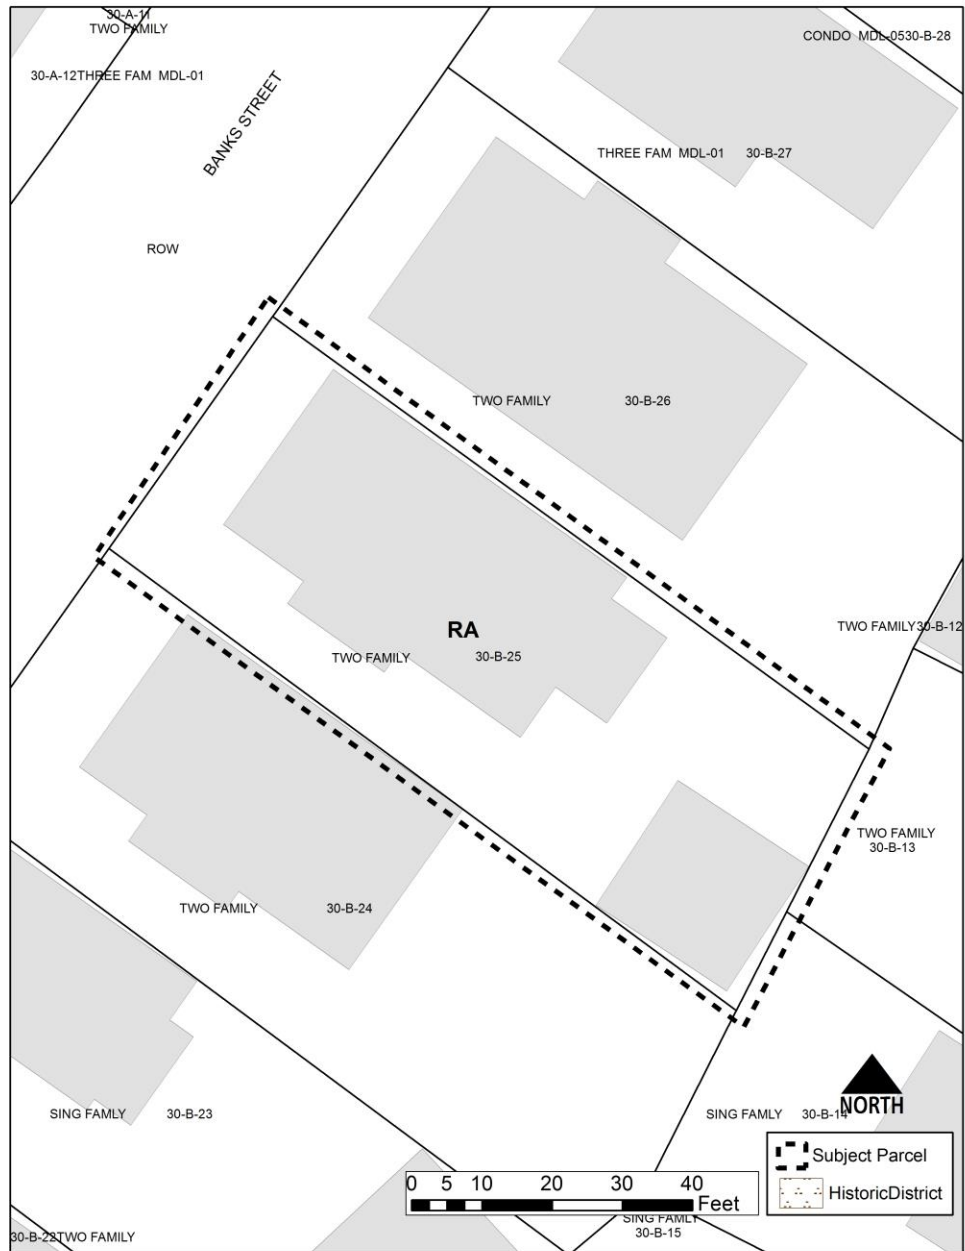 30-A-11
TWO FAMILY
CONDO MDL-0530-B-28
30-A-12THREE FAM MDL-01
BANKS STREET
THREE FAM MDL-01 30-B-27
ROW
TWO FAMILY 30-B-26
TWO FAMILY30-B-12
RA
TWO FAMILY 30-B-25
TWO FAMILY
30-B-13
TWO FAMILY 30-B-24
SING FAMLY 30-B-23
SING FAMLY 30-B-14
NORTH
Subject Parcel
HistoricDistrict
0 5 10 20 30 40
Feet
SING FAMLY
30-B-15
30-B-22TWO FAMILY